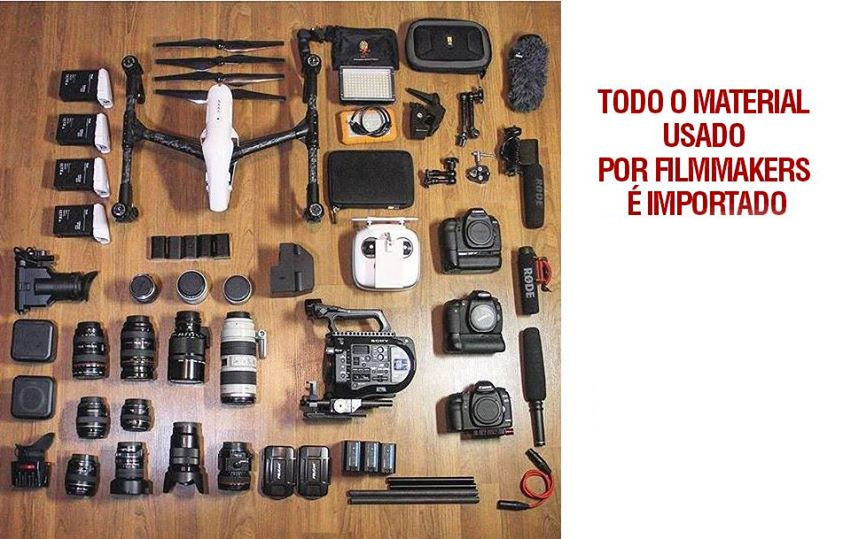 TODO O MATERIAL
USADO
POR FILMMAKERS
É IMPORTADO
RØDE
RØDE
SONY